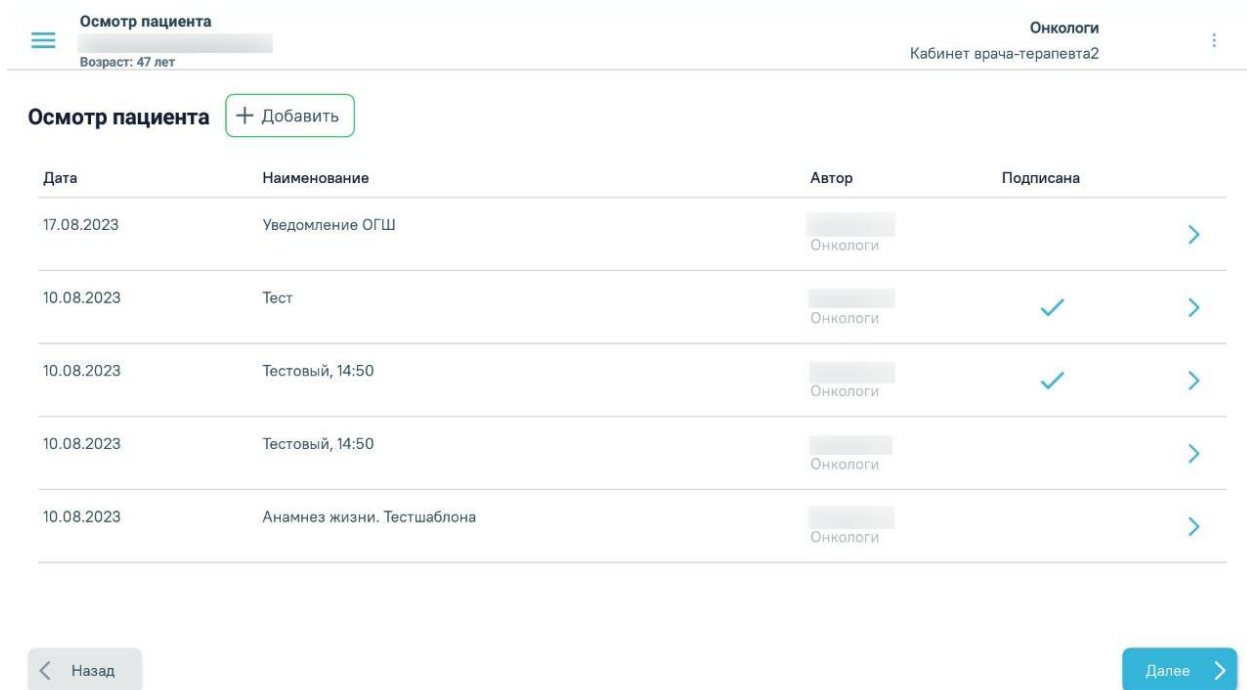 Осмотр пациента
Возраст: 47 лет
Онкологи
Кабинет врача-терапевта2
Осмотр пациента + Добавить
Дата Наименование Автор Подписана
17.08.2023 Уведомление ОГШ
Онкологи
10.08.2023 Тест
Онкологи
10.08.2023 Тестовый, 14:50
Онкологи
10.08.2023 Тестовый, 14:50
Онкологи
10.08.2023 Анамнез жизни. Тестшаблона
Онкологи
Назад Далее